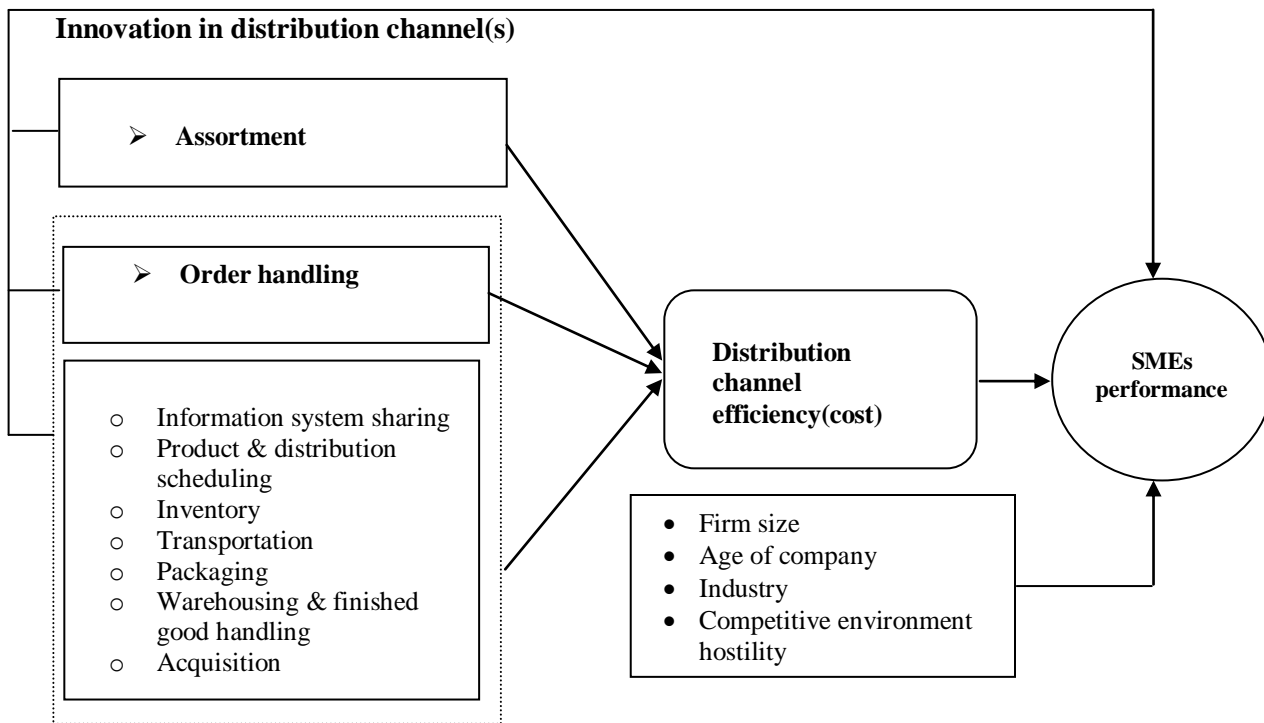 Innovation in distribution channel(s)
➢ Assortment
➢ Order handling
o Information system sharing
o Product & distribution
scheduling
o Inventory
o Transportation
o Packaging
o Warehousing & finished
good handling
o Acquisition
Distribution
channel
efficiency(cost)
SMEs
performance
• Firm size
• Age of company
• Industry
• Competitive environment
hostility